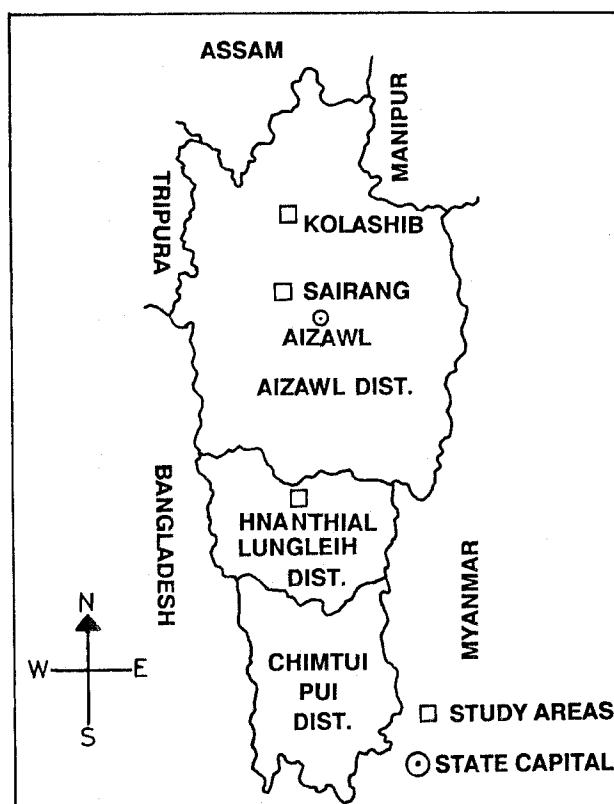 ASSAM
MANIPUR
TRIPURA
KOLASHIB
SAIRANG
AIZAWL
AIZAWL DIST.
BANGLADESH
HNANTHIAL
LUNGLEIH
DIST.
MYANMAR
N
W E
S
CHIMTUI
PUI
DIST.
STUDY AREAS
STATE CAPITAL